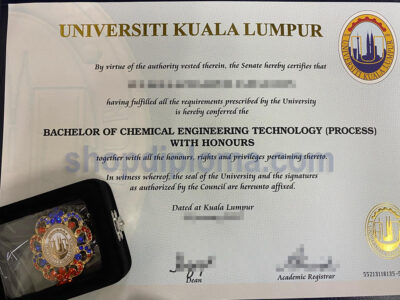 UNIVERSITI KUALA LUMPUR
By virtue of the authority vested therein, the Senate hereby certifies that
having fulfilled all the requirements prescribed by the University
is hereby conferred the
BACHELOR OF CHEMICAL ENGINEERING TECHNOLOGY (PROCESS)
WITH HONOURS
together with all the honours, rights and privileges pertaining thereto.
shopdiploma.com
In witness whereof, the seal of the University and the signatures
as authorized by the Council are hereunto affixed.
Dated at Kuala Lumpur
Dean
Academic Registrar